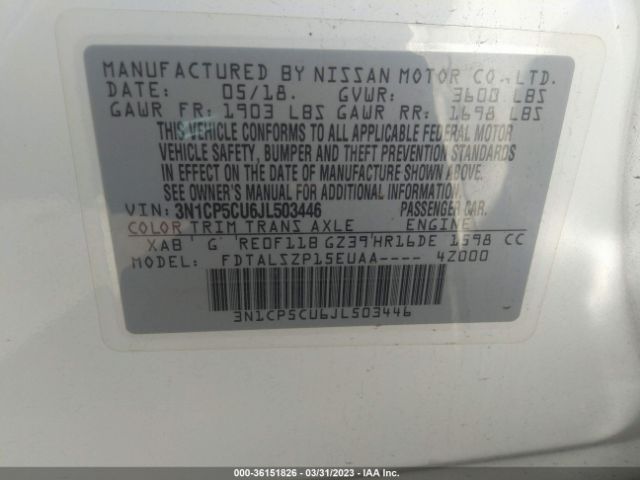 MANUFACTURED BY NISSAN MOTOR CO., LTD.
DATE: 05/18. GVWR: 3600 LBS
GAWR FR: 1903 LBS GAWR RR: 1698 LBS
THIS VEHICLE CONFORMS TO ALL APPLICABLE FEDERAL MOTOR
VEHICLE SAFETY, BUMPER AND THEFT PREVENTION STANDARDS
IN EFFECT ON THE DATE OF MANUFACTURE SHOWN ABOVE.
SEE OWNER'S MANUAL FOR ADDITIONAL INFORMATION.
VIN: 3N1CP5CU6JL503446 PASSENGER CAR.
COLOR TRIM TRANS AXLE ENGINE
XAB G RE0F11B GZ39 HR16DE 1598 CC
MODEL: FDTALSZP15EUAA---- 4Z000
3N1CP5CU6JL503446
000-36151826 - 03/31/2023 - IAA Inc.